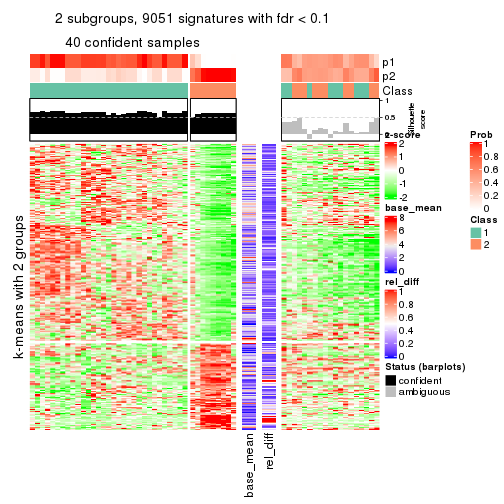 2 subgroups, 9051 signatures with fdr < 0.1
40 confident samples
p1
p2
Class
1
0.5
0
Silhouette
score
k-means with 2 groups
base_mean
rel_diff
z-score
2
1
0
-1
-2
base_mean
8
6
4
2
0
rel_diff
1
0.8
0.6
0.4
0.2
0
Status (barplots)
confident
ambiguous
Prob
1
0.8
0.6
0.4
0.2
0
Class
1
2